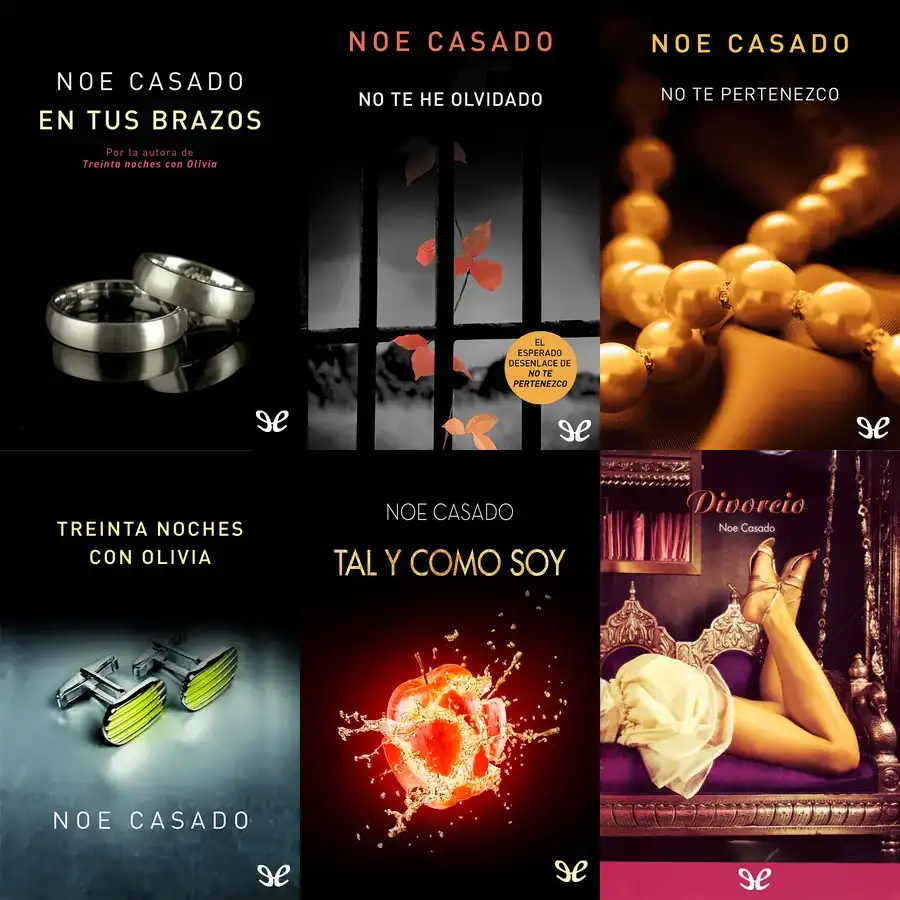 NOE CASADO
EN TUS BRAZOS
Por la autora de
Treinta noches con Olivia
NOE CASADO
NO TE HE OLVIDADO
EL
ESPERADO
DESENLACE DE
NO TE
PERTENEZCO
NOE CASADO
NO TE PERTENEZCO
TREINTA NOCHES
CON OLIVIA
NOE CASADO
NOE CASADO
TAL Y COMO SOY
Divorcio
Noe Casado